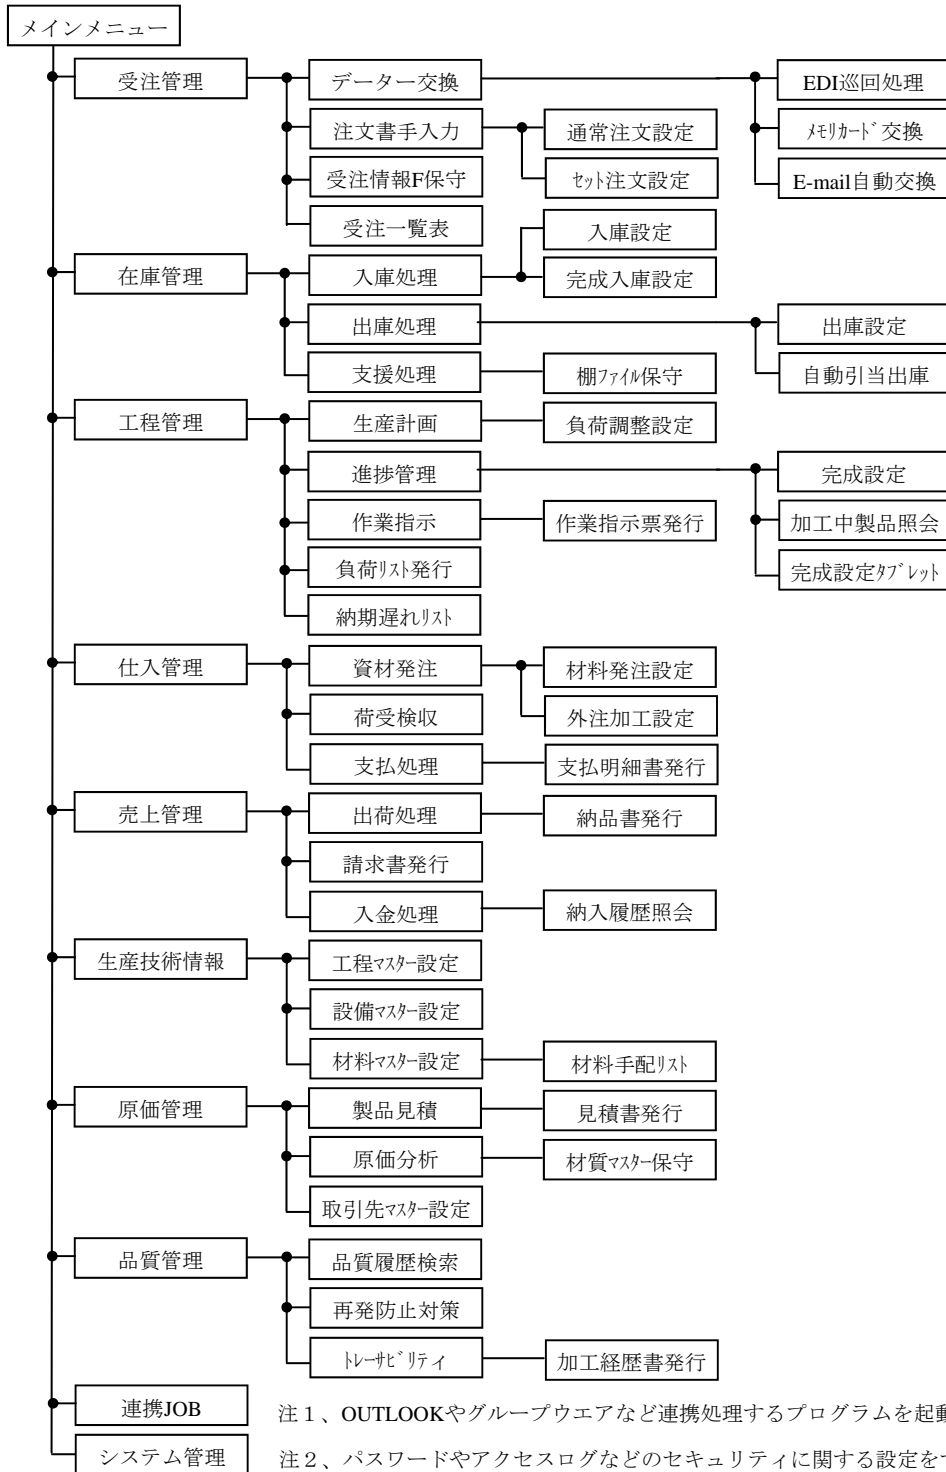 メインメニュー
受注管理
データー交換
EDI巡回処理
注文書手入力
通常注文設定
ﾒﾓﾘｶｰﾄﾞ交換
受注情報F保守
ｾｯﾄ注文設定
E-mail自動交換
受注一覧表
入庫設定
在庫管理
入庫処理
完成入庫設定
出庫処理
出庫設定
支援処理
棚ﾌｧｲﾙ保守
自動引当出庫
工程管理
生産計画
負荷調整設定
進捗管理
完成設定
作業指示
作業指示票発行
加工中製品照会
負荷ﾘｽﾄ発行
完成設定ﾀﾌﾞﾚｯﾄ
納期遅れﾘｽﾄ
仕入管理
資材発注
材料発注設定
荷受検収
外注加工設定
支払処理
支払明細書発行
売上管理
出荷処理
納品書発行
請求書発行
入金処理
納入履歴照会
生産技術情報
工程ﾏｽﾀｰ設定
設備ﾏｽﾀｰ設定
材料ﾏｽﾀｰ設定
材料手配ﾘｽﾄ
原価管理
製品見積
見積書発行
原価分析
材質ﾏｽﾀｰ保守
取引先ﾏｽﾀｰ設定
品質管理
品質履歴検索
再発防止対策
ﾄﾚｰｻﾋﾞﾘﾃｨ
加工経歴書発行
連携JOB
注１、OUTLOOKやグループウエアなど連携処理するプログラムを起動
システム管理
注２、パスワードやアクセスログなどのセキュリティに関する設定を